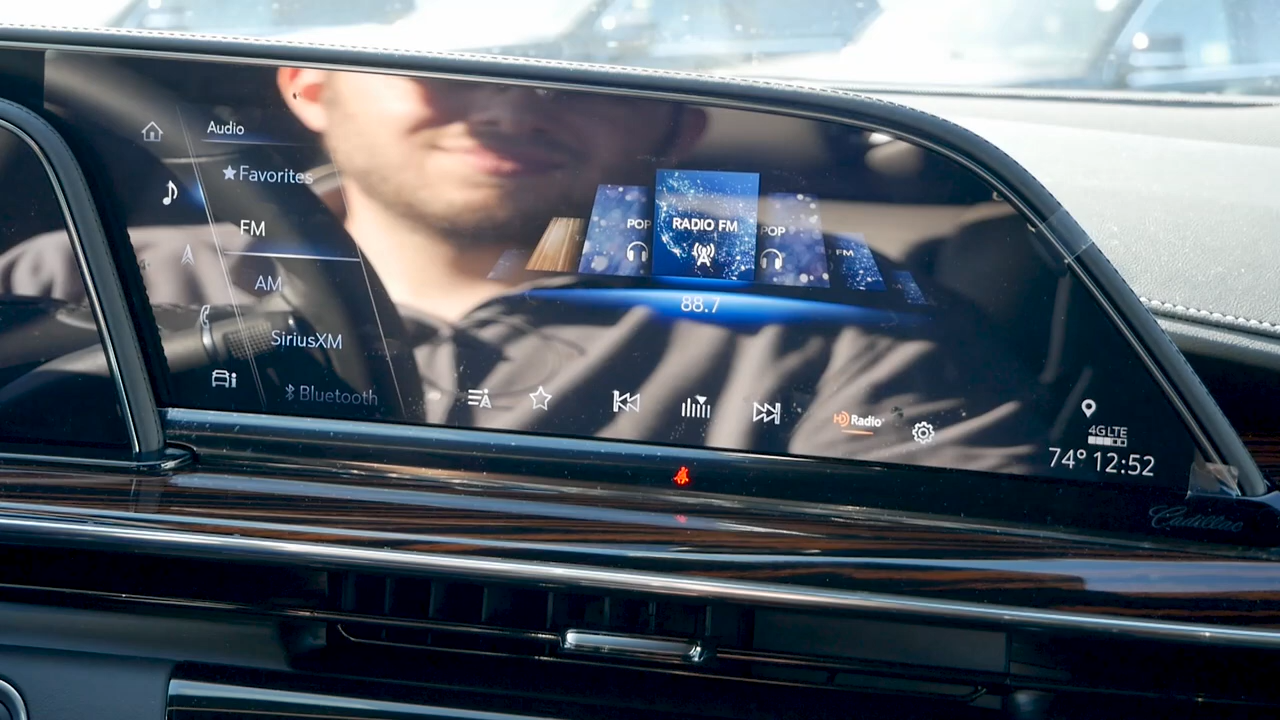 Audio
Favorites
FM
AM
SiriusXM
Bluetooth
POP
RADIO FM
POP
FM
88.7
HD Radio
4G LTE
74° 12:52
Cadillac